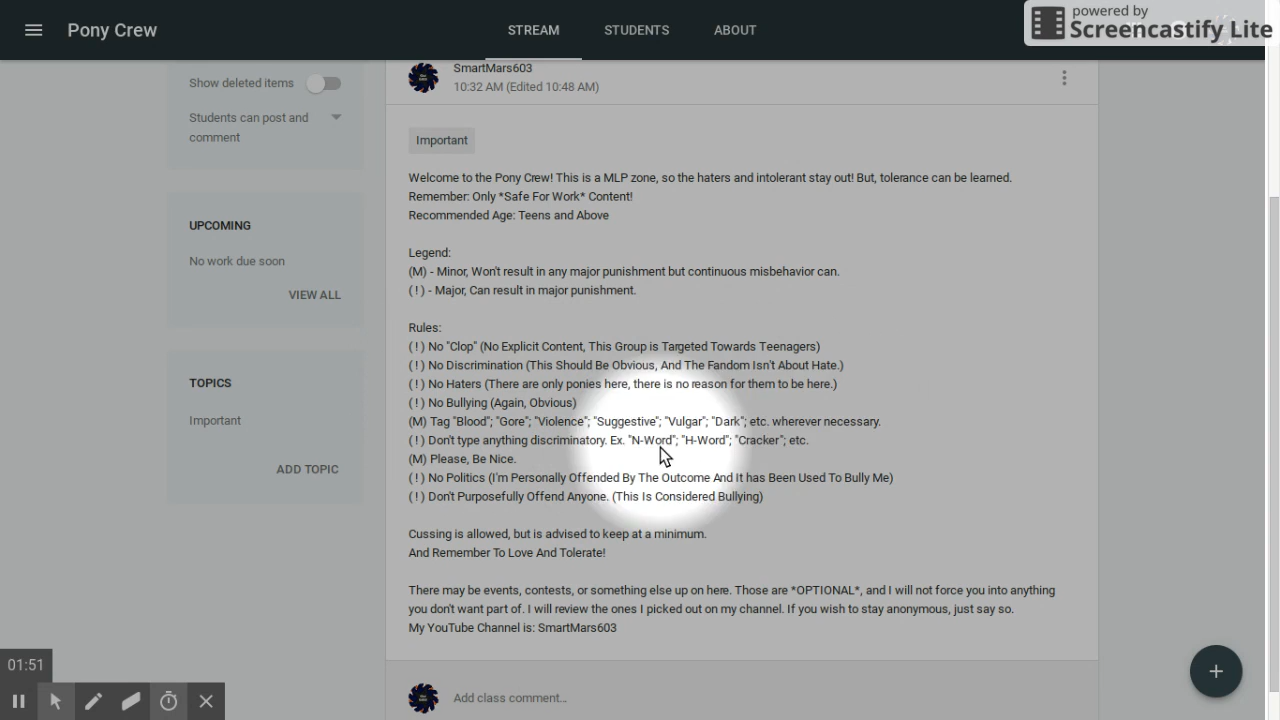 Pony Crew
STREAM
STUDENTS
ABOUT
powered by
Screencastify Lite
Show deleted items
Students can post and
comment
UPCOMING
No work due soon
VIEW ALL
TOPICS
Important
ADD TOPIC
SmartMars603
10:32 AM (Edited 10:48 AM)
Important
Welcome to the Pony Crew! This is a MLP zone, so the haters and intolerant stay out! But, tolerance can be learned.
Remember: Only *Safe For Work* Content!
Recommended Age: Teens and Above
Legend:
(M) - Minor, Won't result in any major punishment but continuous misbehavior can.
( ! ) - Major, Can result in major punishment.
Rules:
( ! ) No "Clop" (No Explicit Content, This Group is Targeted Towards Teenagers)
( ! ) No Discrimination (This Should Be Obvious, And The Fandom Isn't About Hate.)
( ! ) No Haters (There are only ponies here, there is no reason for them to be here.)
( ! ) No Bullying (Again, Obvious)
(M) Tag "Blood"; "Gore"; "Violence"; "Suggestive"; "Vulgar"; "Dark"; etc. wherever necessary.
( ! ) Don't type anything discriminatory. Ex. "N-Word"; "H-Word"; "Cracker"; etc.
(M) Please, Be Nice.
( ! ) No Politics (I'm Personally Offended By The Outcome And It has Been Used To Bully Me)
( ! ) Don't Purposefully Offend Anyone. (This Is Considered Bullying)
Cussing is allowed, but is advised to keep at a minimum.
And Remember To Love And Tolerate!
There may be events, contests, or something else up on here. Those are *OPTIONAL*, and I will not force you into anything
you don't want part of. I will review the ones I picked out on my channel. If you wish to stay anonymous, just say so.
My YouTube Channel is: SmartMars603
Add class comment...
01:51